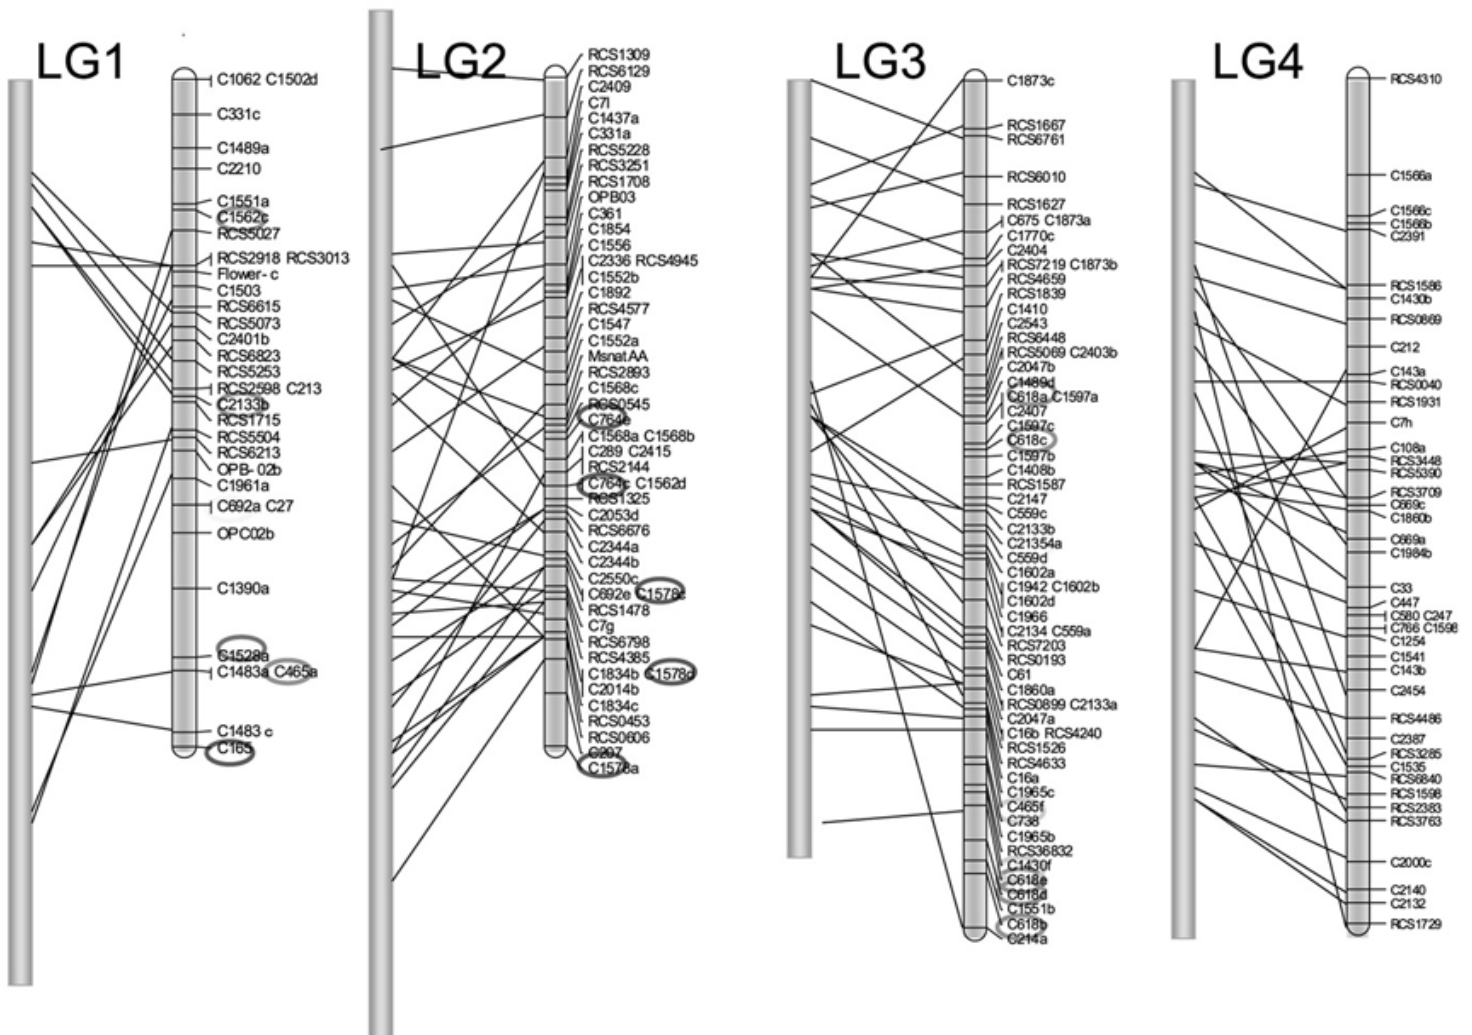 LG1
C1062 C1502d
C331c
C1489a
C2210
C1551a
C1562c
RCS5027
RCS2918 RCS3013
Flower-c
C1503
RCS6615
RCS5073
C2401b
RCS6823
RCS5253
RCS2598 C213
C2133b
RCS1715
RCS5504
RCS6213
OPB-02b
C1961a
C692a C27
OPC02b
C1390a
C1528a
C1483a C465a
C1483 c
C165
LG2
RCS1309
RCS6129
C2409
C7l
C1437a
C331a
RCS5228
RCS3251
RCS1708
OPB03
C361
C1854
C1556
C2336 RCS4945
C1552b
C1892
RCS4577
C1547
C1552a
MsnatAA
RCS2893
C1568c
RCS0545
C764e
C1568a C1568b
C289 C2415
RCS2144
C764c C1562d
RCS1325
C2053d
RCS6676
C2344a
C2344b
C2550c
C692e C1578c
RCS1478
C7g
RCS6798
RCS4385
C1834b C1578d
C2014b
C1834c
RCS0453
RCS0606
C207
C1578a
LG3
C1873c
RCS1667
RCS6761
RCS6010
RCS1627
C675 C1873a
C1770c
C2404
RCS7219 C1873b
RCS4659
RCS1839
C1410
C2543
RCS6448
RCS5069 C2403b
C2047b
C1489d
C618a C1597a
C2407
C1597c
C618c
C1597b
C1408b
RCS1587
C2147
C559c
C2133b
C21354a
C559d
C1602a
C1942 C1602b
C1602d
C1966
C2134 C559a
RCS7203
RCS0193
C61
C1860a
RCS0899 C2133a
C2047a
C16b RCS4240
RCS1526
RCS4633
C16a
C1965c
C465f
C738
C1965b
RCS36832
C1430f
C618e
C618d
C1551b
C618b
C214a
LG4
RCS4310
C1566a
C1566c
C1566b
C2391
RCS1586
C1430b
RCS0869
C212
C143a
RCS0040
RCS1931
C7h
C108a
RCS3448
RCS5390
RCS3709
C669c
C1860b
C669a
C1984b
C33
C447
C580 C247
C766 C1598
C1254
C1541
C143b
C2454
RCS4486
C2387
RCS3285
C1535
RCS6840
RCS1598
RCS2383
RCS3763
C2000c
C2140
C2132
RCS1729